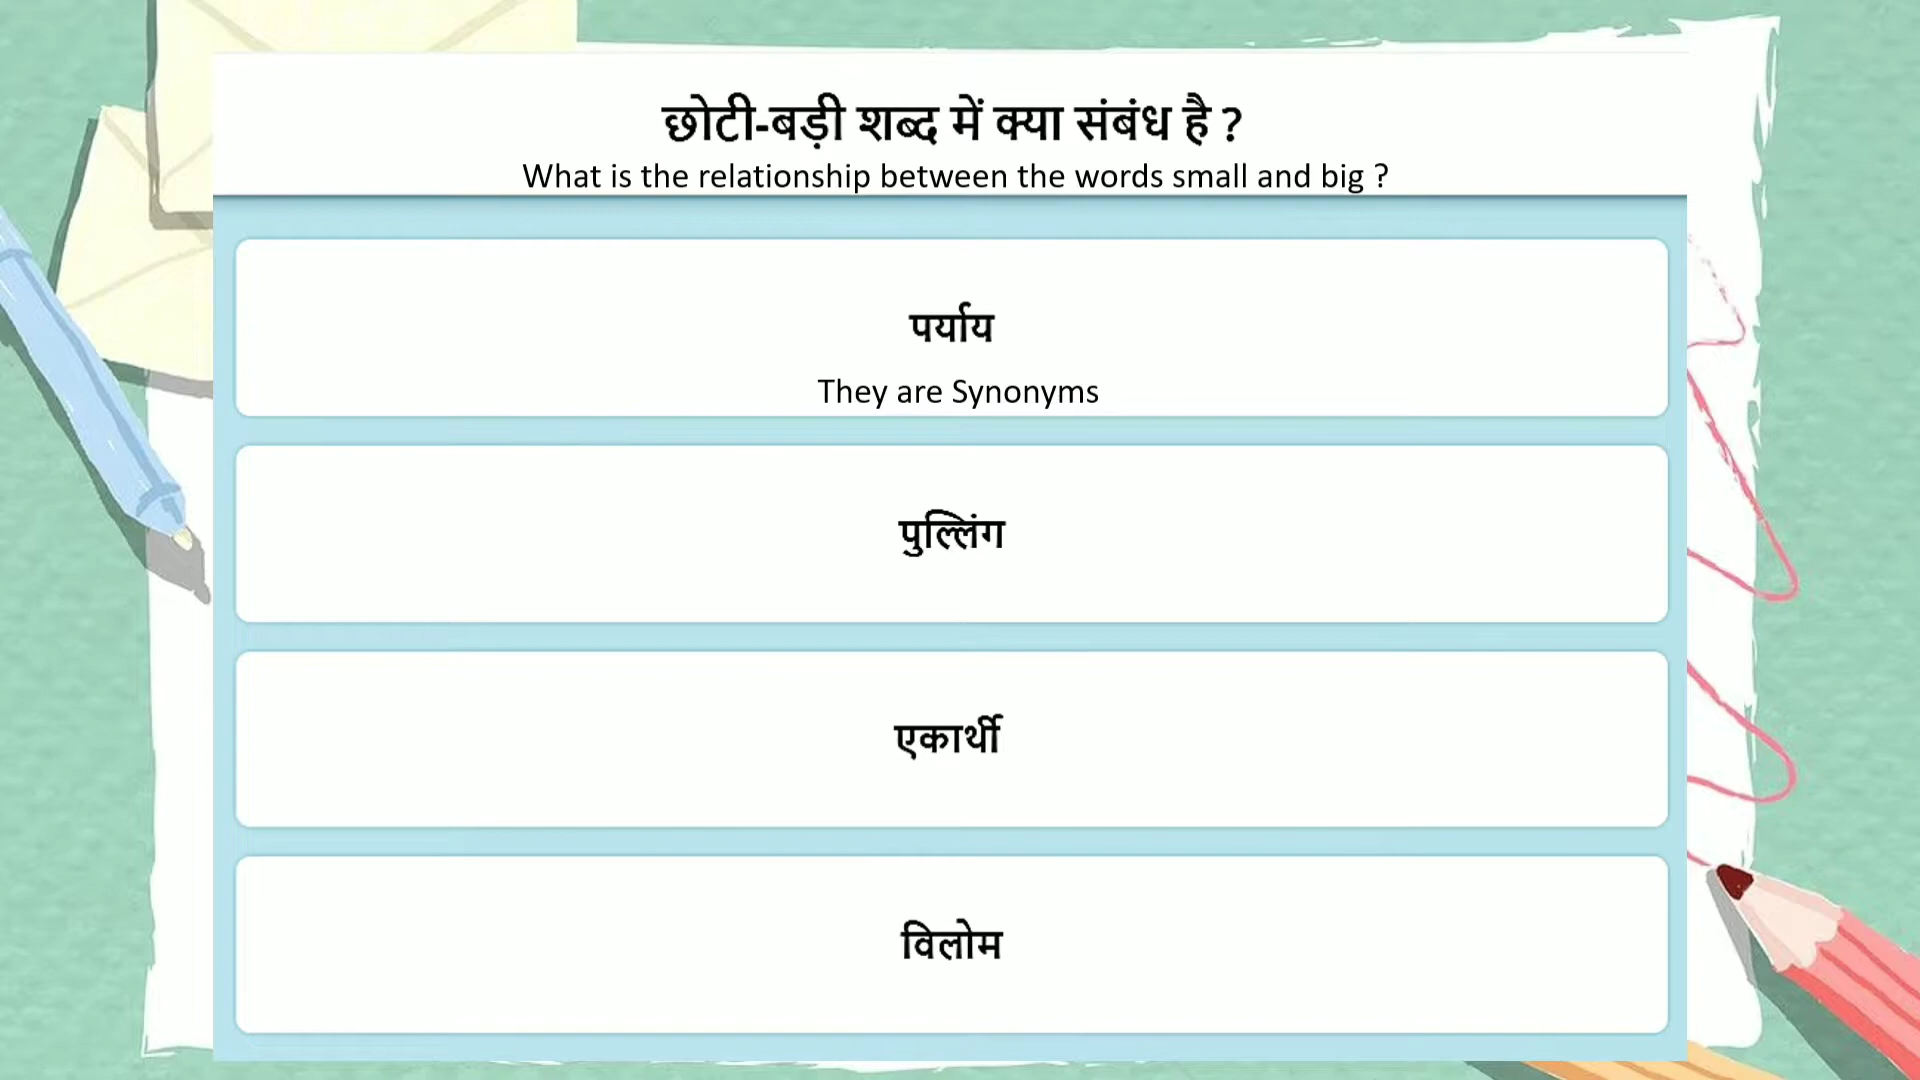 छोटी-बड़ी शब्द में क्या संबंध है ?
What is the relationship between the words small and big ?
पर्याय
They are Synonyms
पुल्लिंग
एकार्थी
विलोम